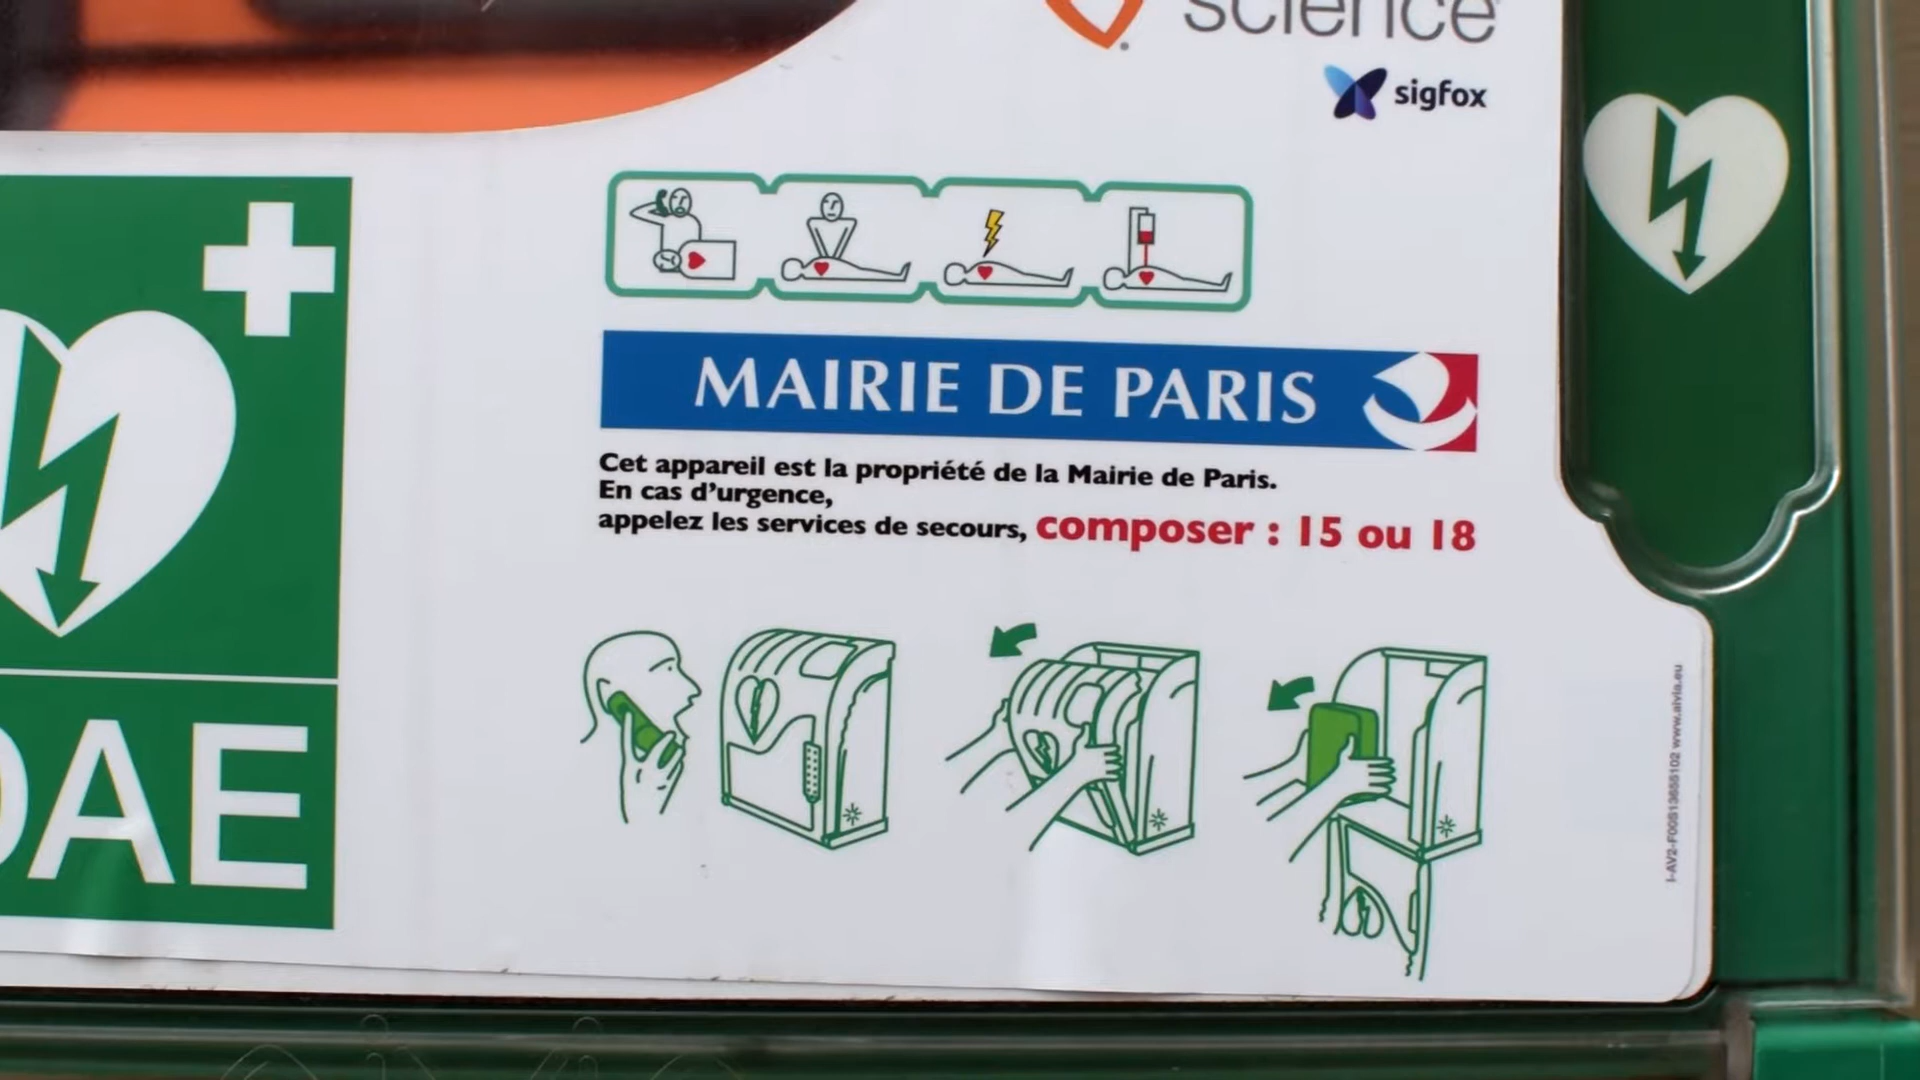 science
sigfox
MAIRIE DE PARIS
Cet appareil est la propriété de la Mairie de Paris.
En cas d'urgence,
appelez les services de secours, composer : 15 ou 18
DAE